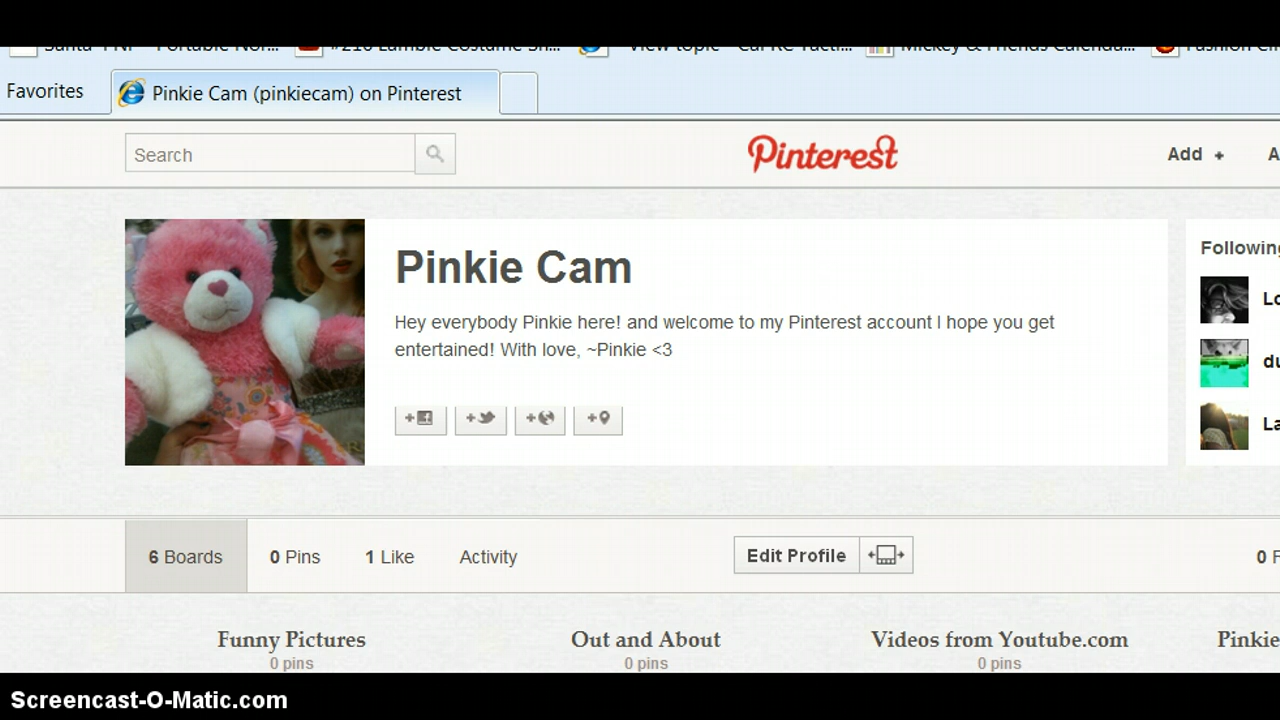 Favorites
Pinkie Cam (pinkiecam) on Pinterest
Search
Pinterest
Add +
Pinkie Cam
Hey everybody Pinkie here! and welcome to my Pinterest account I hope you get
entertained! With love, ~Pinkie <3
Following
6 Boards
0 Pins
1 Like
Activity
Edit Profile
0 F
Funny Pictures
0 pins
Out and About
0 pins
Videos from Youtube.com
0 pins
Pinkie
Screencast-O-Matic.com